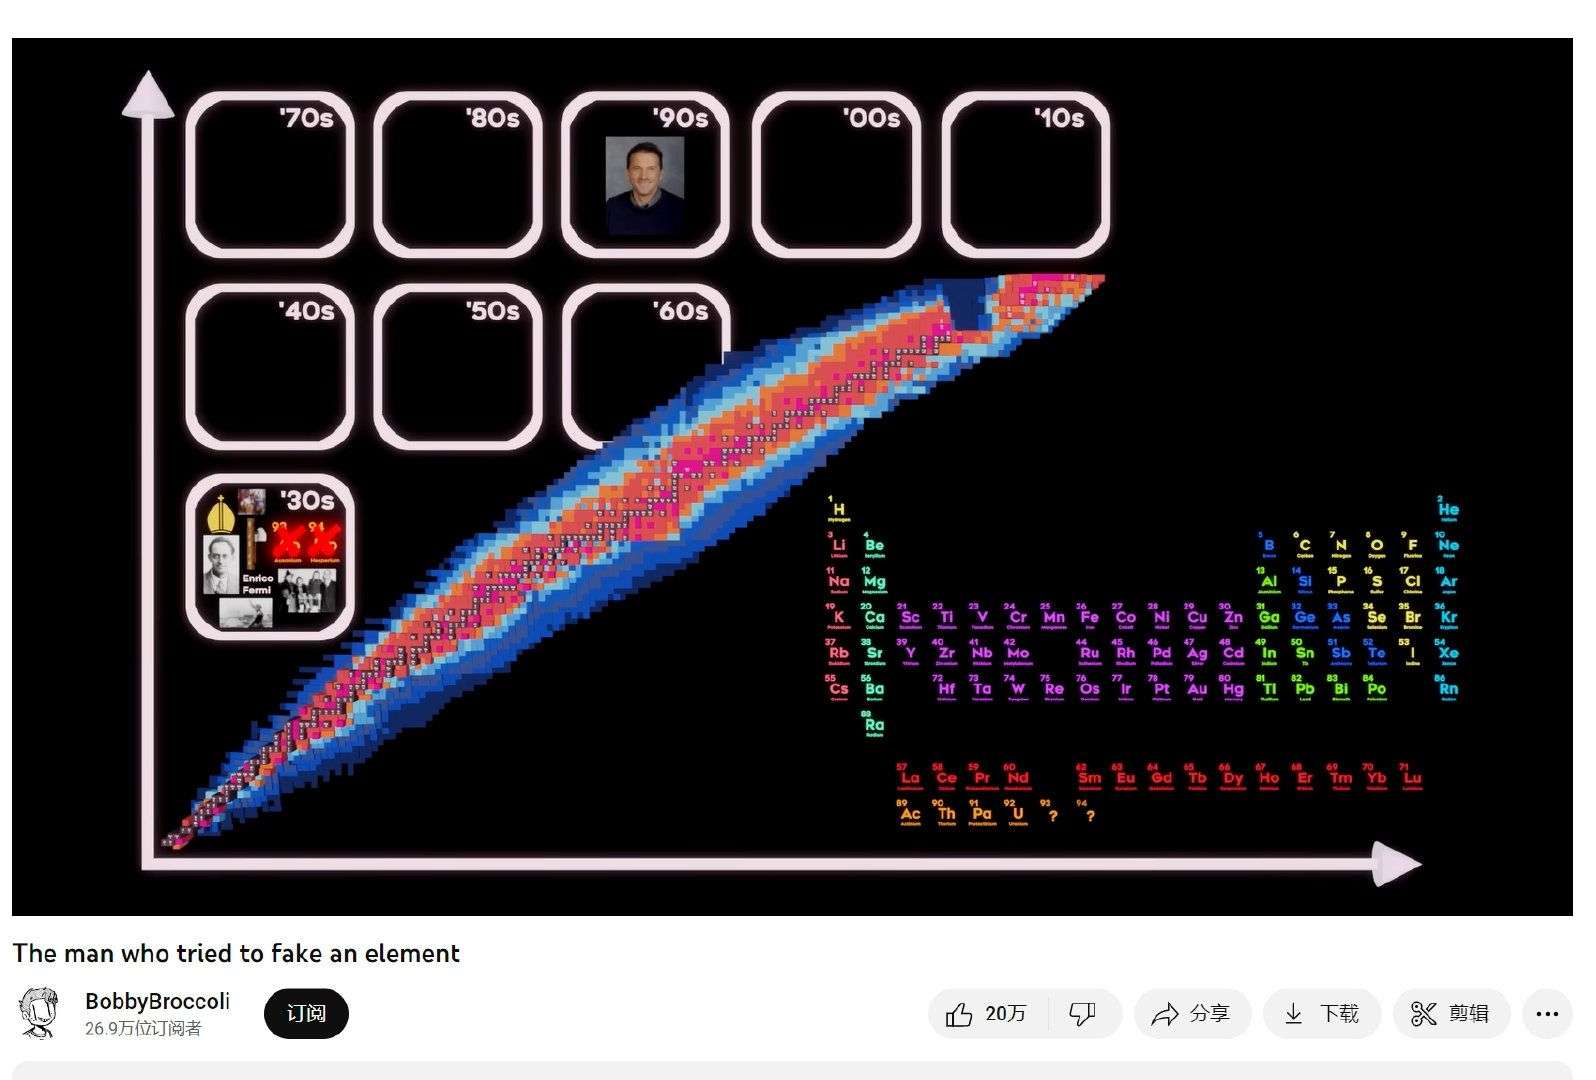 '70s '80s '90s '00s '10s
'40s '50s '60s
'30s
93 94
Ausonium Hesperium
Enrico
Fermi
1 2
H He
Hydrogen Helium
3 4 5 6 7 8 9 10
Li Be B C N O F Ne
11 12 13 14 15 16 17 18
Na Mg Al Si P S Cl Ar
19 20 21 22 23 24 25 26 27 28 29 30 31 32 33 34 35 36
K Ca Sc Ti V Cr Mn Fe Co Ni Cu Zn Ga Ge As Se Br Kr
37 38 39 40 41 42 44 45 46 47 48 49 50 51 52 53 54
Rb Sr Y Zr Nb Mo Ru Rh Pd Ag Cd In Sn Sb Te I Xe
55 56 72 73 74 75 76 77 78 79 80 81 82 83 84 86
Cs Ba Hf Ta W Re Os Ir Pt Au Hg Tl Pb Bi Po Rn
88
Ra
Radium
57 58 59 60 62 63 64 65 66 67 68 69 70 71
La Ce Pr Nd Sm Eu Gd Tb Dy Ho Er Tm Yb Lu
89 90 91 92 93 94
Ac Th Pa U ? ?
Actinium Thorium Protactinium Uranium
The man who tried to fake an element
BobbyBroccoli
26.9万位订阅者
订阅
20万
分享
下载
剪辑